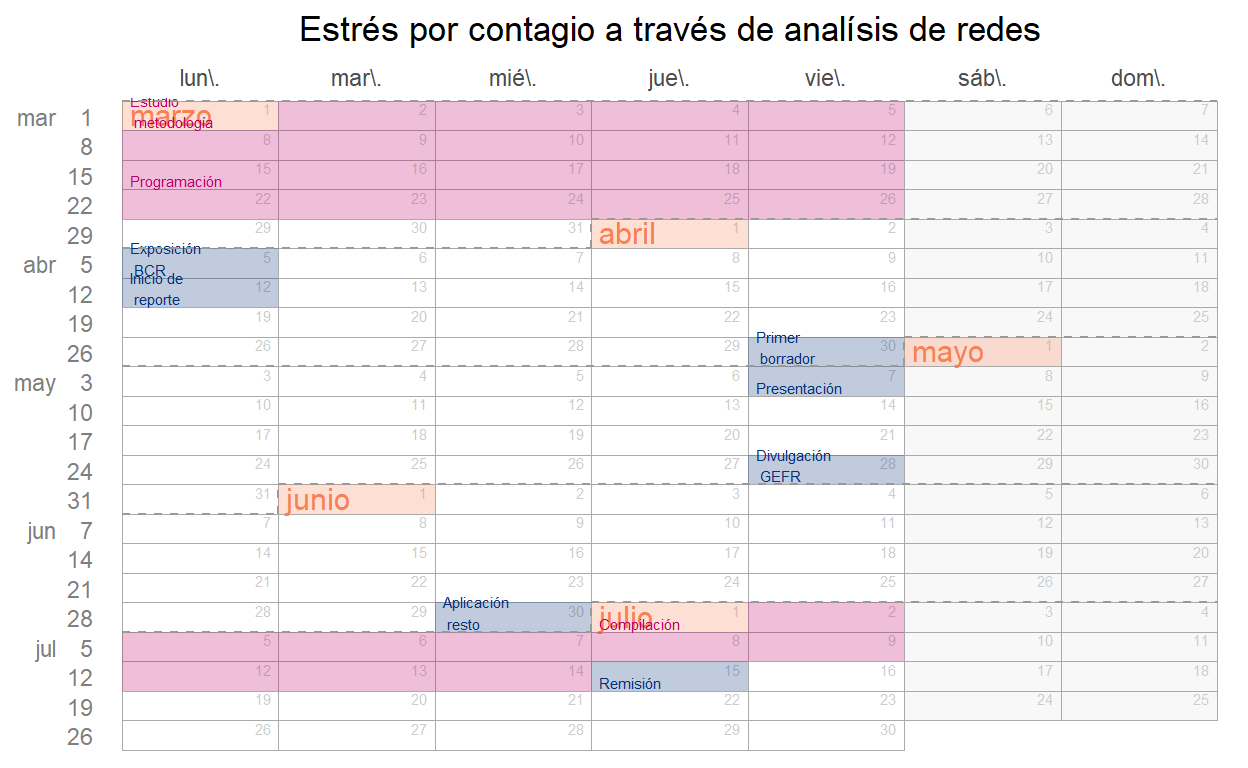 Estrés por contagio a través de analísis de redes
lun\. mar\. mié\. jue\. vie\. sáb\. dom\.
mar 1 Estudio metodología marzo 1 2 3 4 5 6 7
8 8 9 10 11 12 13 14
15 Programación 15 16 17 18 19 20 21
22 22 23 24 25 26 27 28
29 29 30 31 abril 1 2 3 4
abr 5 Exposición BCR 5 6 7 8 9 10 11
12 Inicio de reporte 12 13 14 15 16 17 18
19 19 20 21 22 23 24 25
26 26 27 28 29 Primer borrador 30 mayo 1 2
may 3 3 4 5 6 Presentación 7 8 9
10 10 11 12 13 14 15 16
17 17 18 19 20 21 22 23
24 24 25 26 27 Divulgación GEFR 28 29 30
31 31 junio 1 2 3 4 5 6
jun 7 7 8 9 10 11 12 13
14 14 15 16 17 18 19 20
21 21 22 23 24 25 26 27
28 28 29 Aplicación resto 30 julio 1 Compilación 2 3 4
jul 5 5 6 7 8 9 10 11
12 12 13 14 Remisión 15 16 17 18
19 19 20 21 22 23 24 25
26 26 27 28 29 30